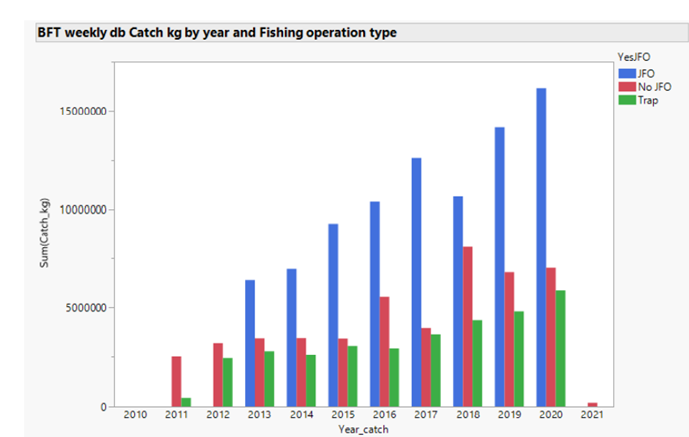 BFT weekly db Catch kg by year and Fishing operation type
YesJFO
JFO
No JFO
Trap
15000000
10000000
5000000
0
Sum(Catch_kg)
2010 2011 2012 2013 2014 2015 2016 2017 2018 2019 2020 2021
Year_catch